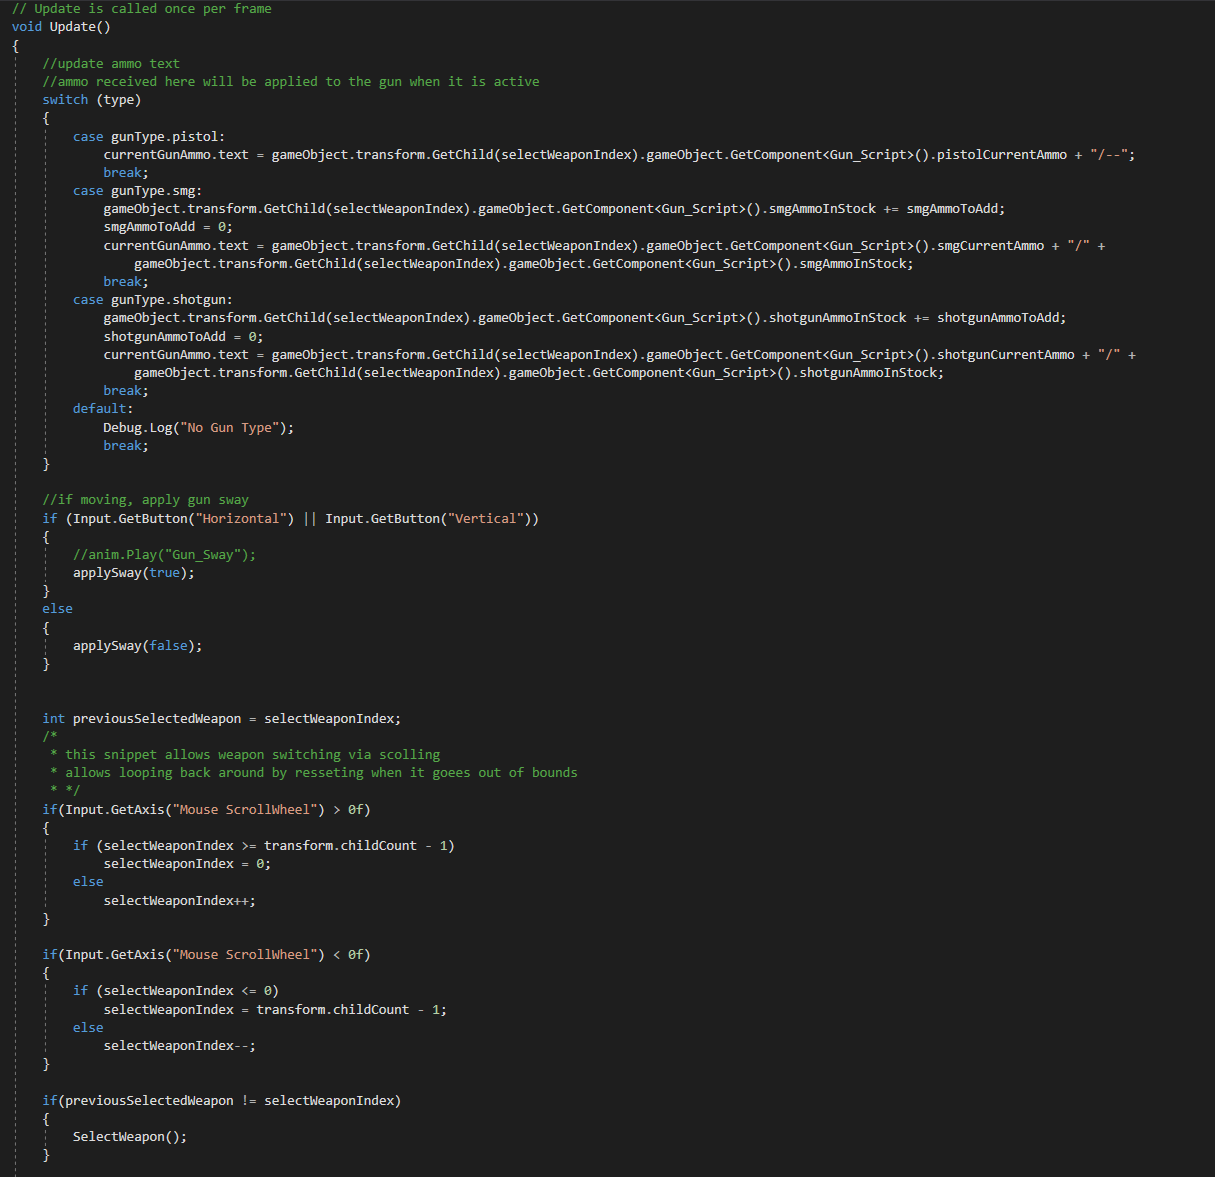 // Update is called once per frame
void Update()
{
//update ammo text
//ammo received here will be applied to the gun when it is active
switch (type)
{
case gunType.pistol:
currentGunAmmo.text = gameObject.transform.GetChild(selectWeaponIndex).gameObject.GetComponent<Gun_Script>().pistolCurrentAmmo + "/--";
break;
case gunType.smg:
gameObject.transform.GetChild(selectWeaponIndex).gameObject.GetComponent<Gun_Script>().smgAmmoInStock += smgAmmoToAdd;
smgAmmoToAdd = 0;
currentGunAmmo.text = gameObject.transform.GetChild(selectWeaponIndex).gameObject.GetComponent<Gun_Script>().smgCurrentAmmo + "/" +
gameObject.transform.GetChild(selectWeaponIndex).gameObject.GetComponent<Gun_Script>().smgAmmoInStock;
break;
case gunType.shotgun:
gameObject.transform.GetChild(selectWeaponIndex).gameObject.GetComponent<Gun_Script>().shotgunAmmoInStock += shotgunAmmoToAdd;
shotgunAmmoToAdd = 0;
currentGunAmmo.text = gameObject.transform.GetChild(selectWeaponIndex).gameObject.GetComponent<Gun_Script>().shotgunCurrentAmmo + "/" +
gameObject.transform.GetChild(selectWeaponIndex).gameObject.GetComponent<Gun_Script>().shotgunAmmoInStock;
break;
default:
Debug.Log("No Gun Type");
break;
}
//if moving, apply gun sway
if (Input.GetButton("Horizontal") || Input.GetButton("Vertical"))
{
//anim.Play("Gun_Sway");
applySway(true);
}
else
{
applySway(false);
}
int previousSelectedWeapon = selectWeaponIndex;
/*
* this snippet allows weapon switching via scolling
* allows looping back around by resseting when it goees out of bounds
* */
if(Input.GetAxis("Mouse ScrollWheel") > 0f)
{
if (selectWeaponIndex >= transform.childCount - 1)
selectWeaponIndex = 0;
else
selectWeaponIndex++;
}
if(Input.GetAxis("Mouse ScrollWheel") < 0f)
{
if (selectWeaponIndex <= 0)
selectWeaponIndex = transform.childCount - 1;
else
selectWeaponIndex--;
}
if(previousSelectedWeapon != selectWeaponIndex)
{
SelectWeapon();
}